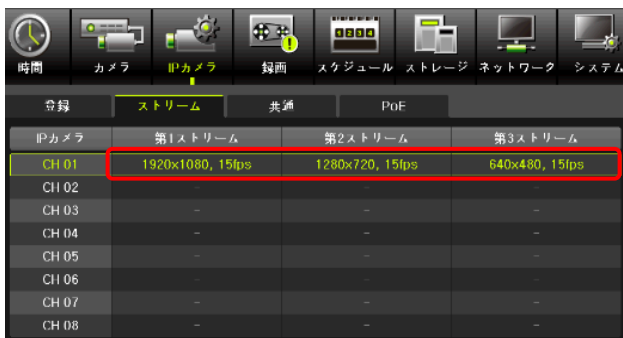 時間 カメラ IPカメラ 録画 スケジュール ストレージ ネットワーク システム
登録 ストリーム 共通 PoE
IPカメラ 第1ストリーム 第2ストリーム 第3ストリーム
CH 01 1920x1080, 15fps 1280x720, 15fps 640x480, 15fps
CH 02 - - -
CH 03 - - -
CH 04 - - -
CH 05 - - -
CH 06 - - -
CH 07 - - -
CH 08 - - -